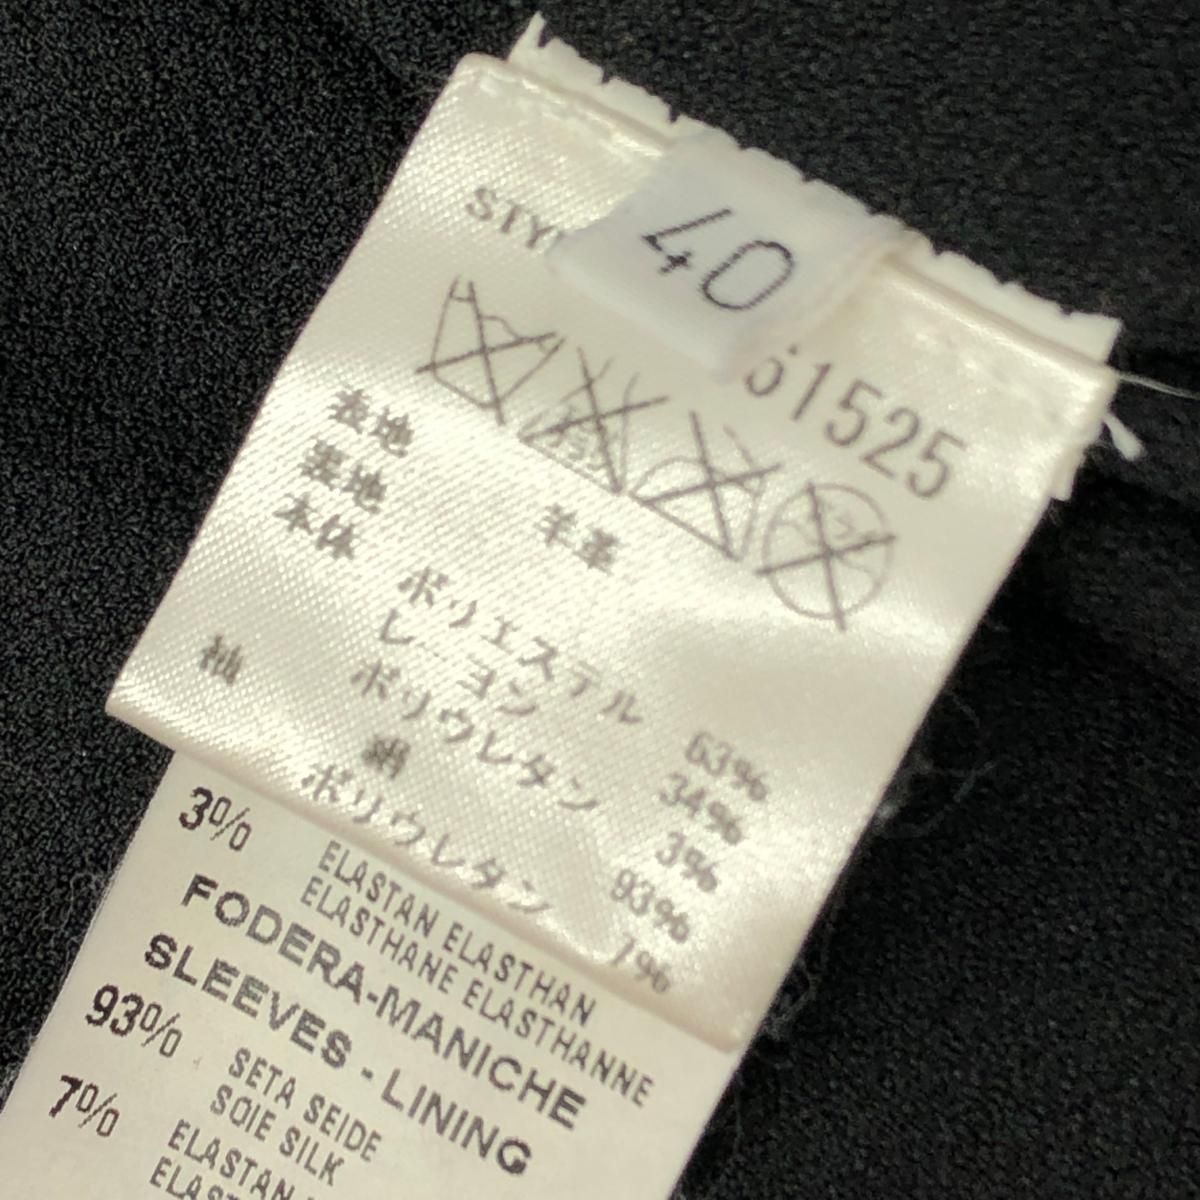 40
61525
表地 羊革
裏地
本体 ポリエステル 63%
レーヨン 34%
ポリウレタン 3%
袖 絹 93%
ポリウレタン 7%
3% ELASTAN ELASTHAN
ELASTHANE ELASTHANNE
FODERA-MANICHE
SLEEVES - LINING
93% SETA SEIDE
SOIE SILK
7% ELASTAN